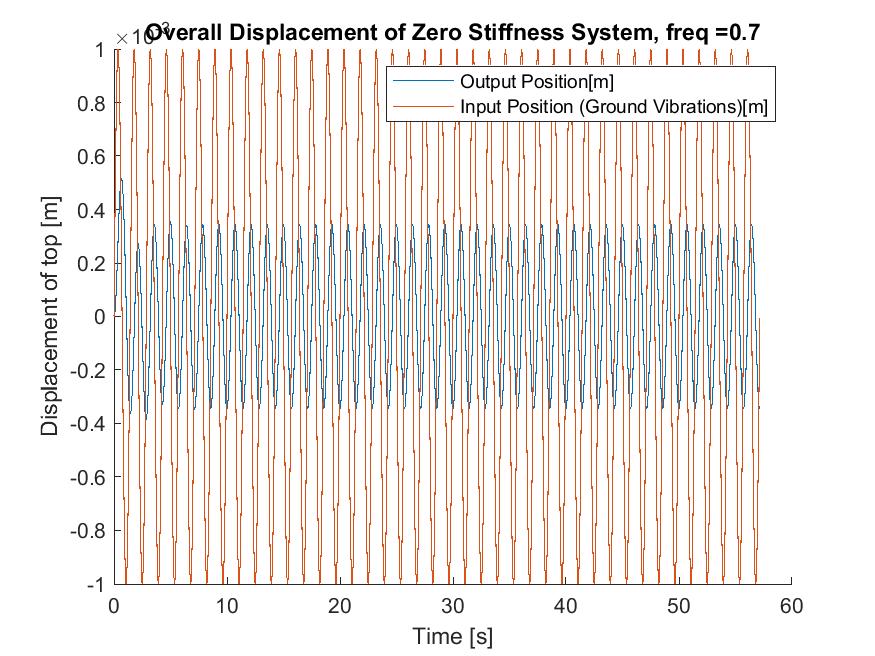 ×10-3
Overall Displacement of Zero Stiffness System, freq =0.7
Output Position[m]
Input Position (Ground Vibrations)[m]
Displacement of top [m]
1
0.8
0.6
0.4
0.2
0
-0.2
-0.4
-0.6
-0.8
-1
0 10 20 30 40 50 60
Time [s]